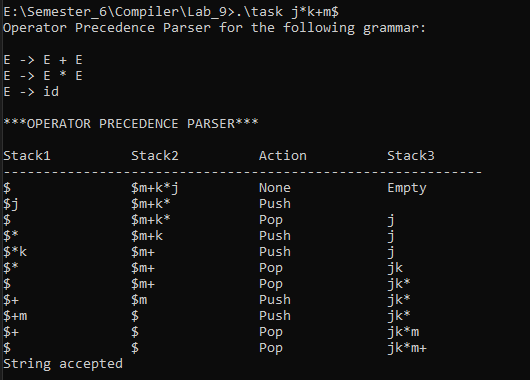 E:\Semester_6\Compiler\Lab_9>.\task j*k+m$
Operator Precedence Parser for the following grammar:
E -> E + E
E -> E * E
E -> id
***OPERATOR PRECEDENCE PARSER***
Stack1 Stack2 Action Stack3
------------------------------------------------------------
$ $m+k*j None Empty
$j $m+k* Push
$ $m+k* Pop j
$* $m+k Push j
$*k $m+ Push j
$* $m+ Pop jk
$ $m+ Pop jk*
$+ $m Push jk*
$+m $ Push jk*
$+ $ Pop jk*m
$ $ Pop jk*m+
String accepted